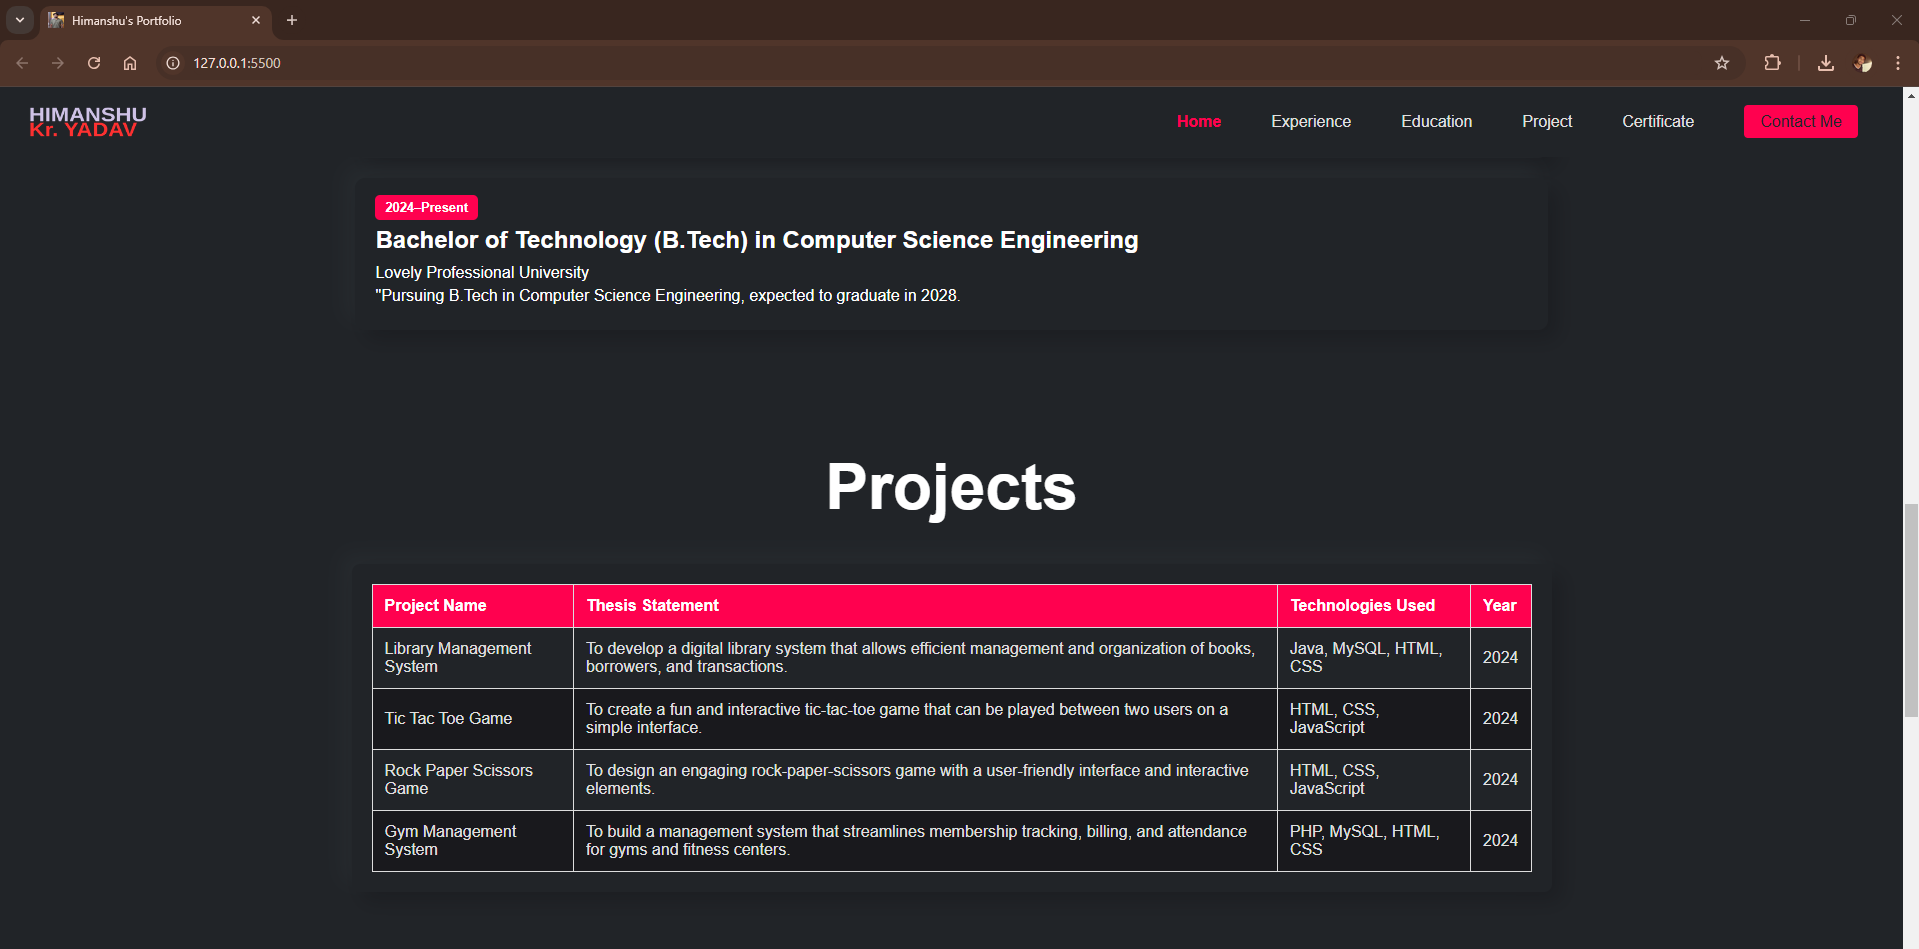 Himanshu's Portfolio
127.0.0.1:5500
HIMANSHU
Kr. YADAV
Home Experience Education Project Certificate Contact Me
2024–Present
Bachelor of Technology (B.Tech) in Computer Science Engineering
Lovely Professional University
"Pursuing B.Tech in Computer Science Engineering, expected to graduate in 2028.
Projects
Project Name Thesis Statement Technologies Used Year
Library Management
System
To develop a digital library system that allows efficient management and organization of books,
borrowers, and transactions.
Java, MySQL, HTML,
CSS
2024
Tic Tac Toe Game
To create a fun and interactive tic-tac-toe game that can be played between two users on a
simple interface.
HTML, CSS,
JavaScript
2024
Rock Paper Scissors
Game
To design an engaging rock-paper-scissors game with a user-friendly interface and interactive
elements.
HTML, CSS,
JavaScript
2024
Gym Management
System
To build a management system that streamlines membership tracking, billing, and attendance
for gyms and fitness centers.
PHP, MySQL, HTML,
CSS
2024